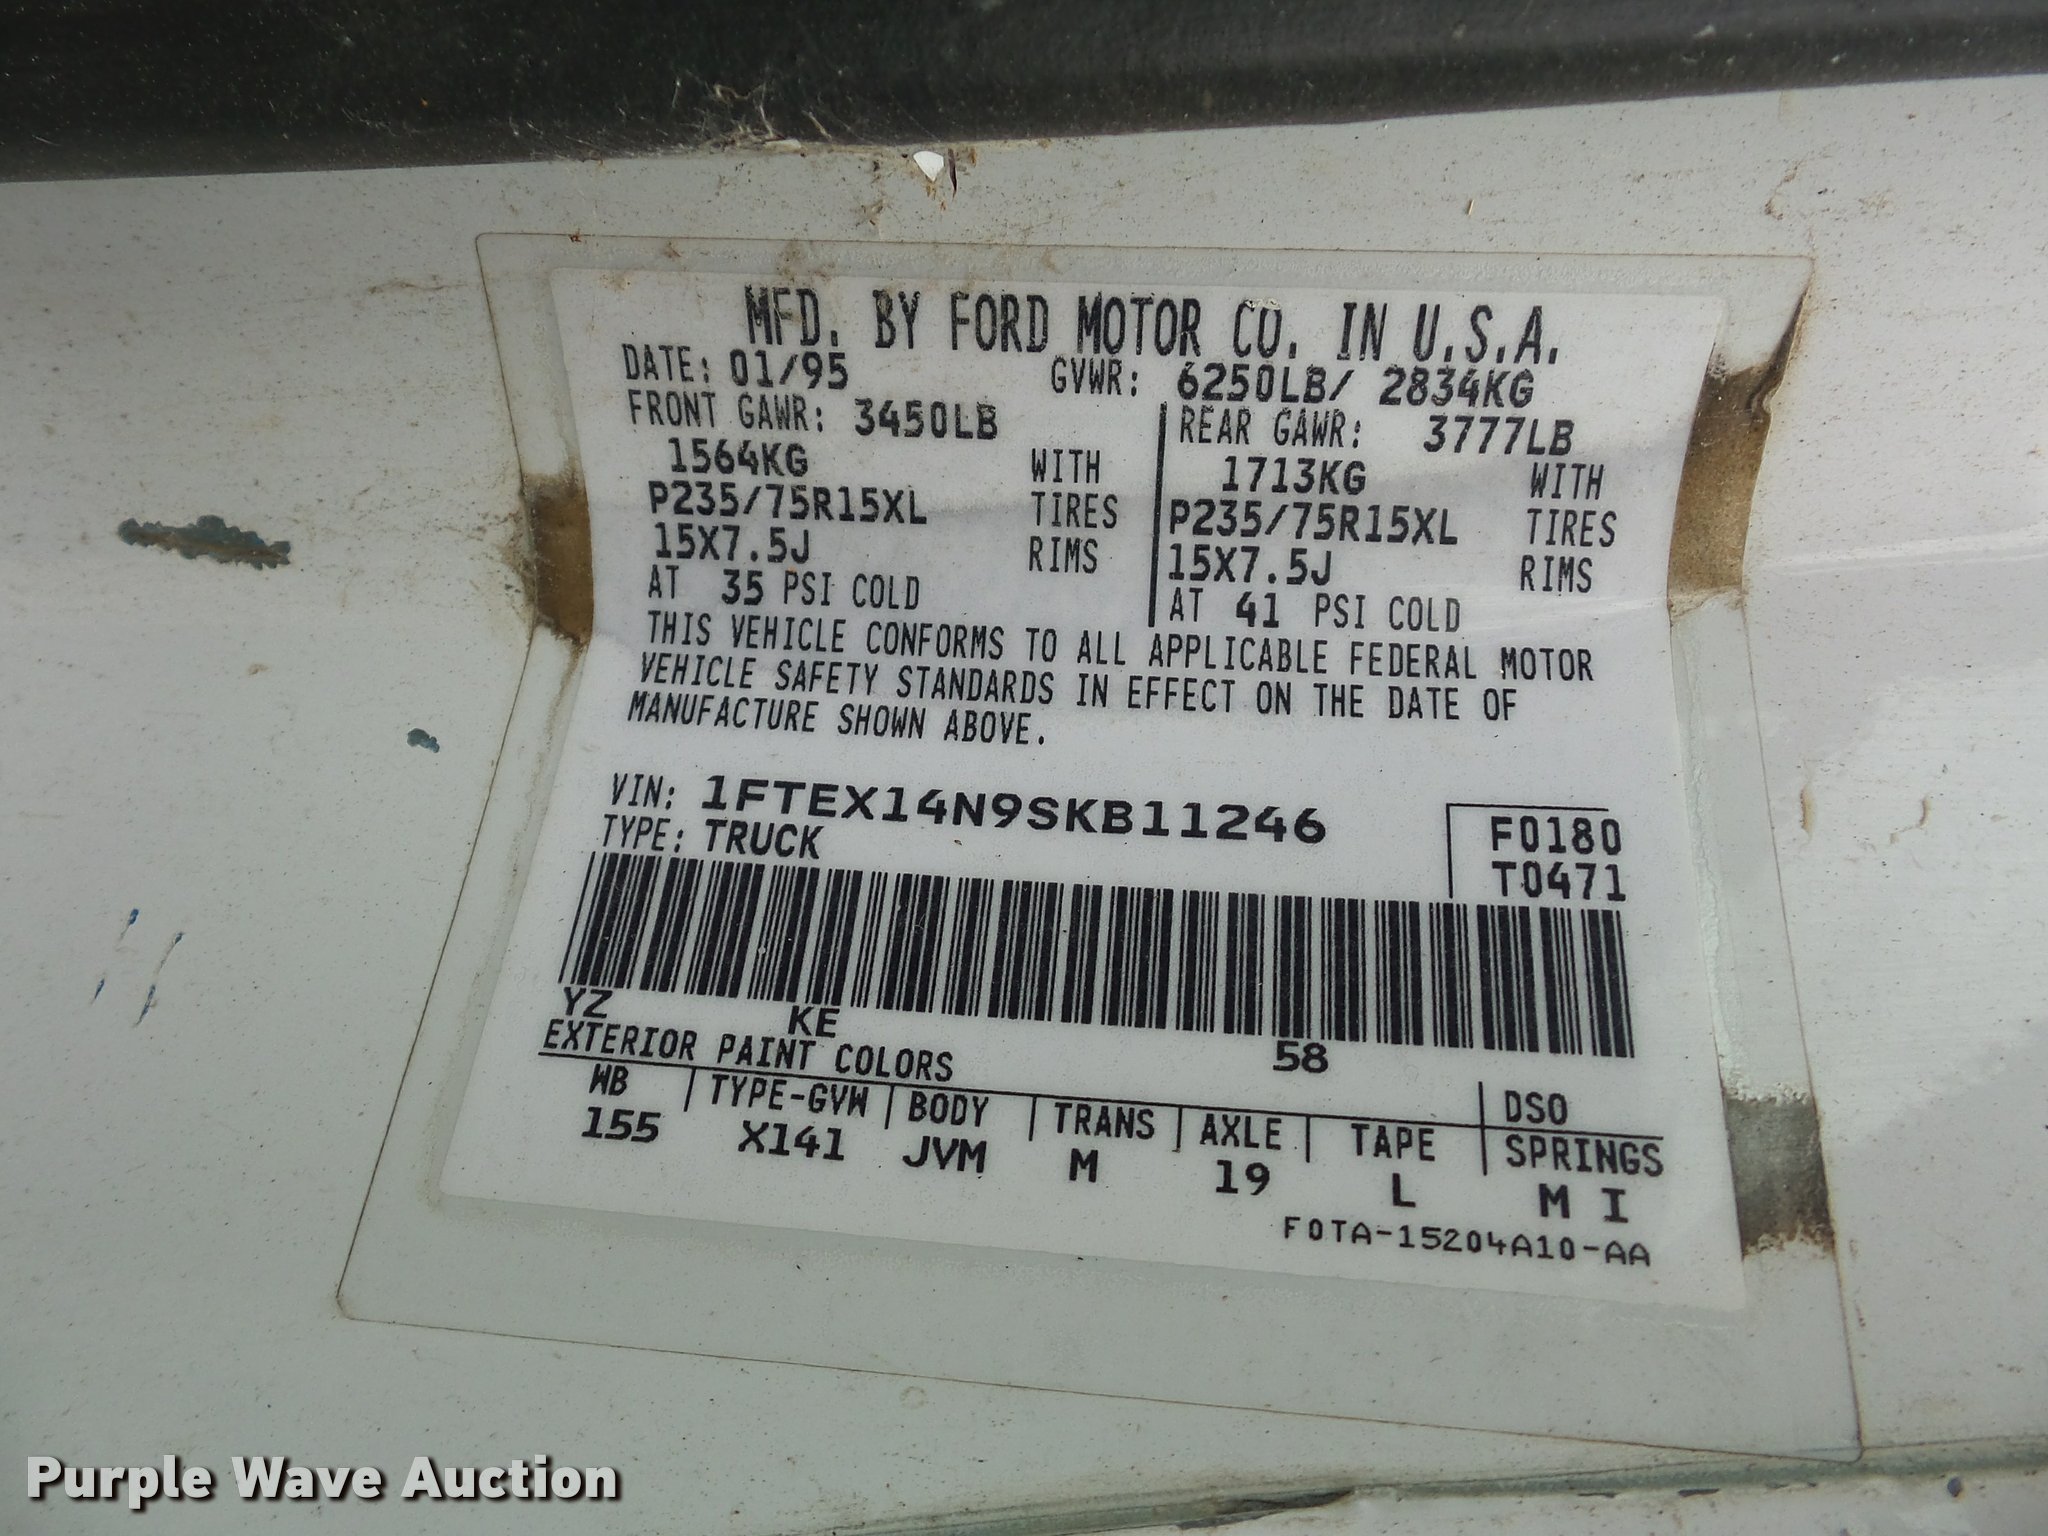 MFD. BY FORD MOTOR CO. IN U.S.A.
DATE: 01/95 GVWR: 6250LB/ 2834KG
FRONT GAWR: 3450LB REAR GAWR: 3777LB
1564KG WITH 1713KG WITH
P235/75R15XL TIRES P235/75R15XL TIRES
15X7.5J RIMS 15X7.5J RIMS
AT 35 PSI COLD AT 41 PSI COLD
THIS VEHICLE CONFORMS TO ALL APPLICABLE FEDERAL MOTOR
VEHICLE SAFETY STANDARDS IN EFFECT ON THE DATE OF
MANUFACTURE SHOWN ABOVE.
VIN: 1FTEX14N9SKB11246 F0180
TYPE: TRUCK T0471
YZ KE 58
EXTERIOR PAINT COLORS DSO
WB TYPE-GVW BODY TRANS AXLE TAPE SPRINGS
155 X141 JVM M 19 L M I
F0TA-15204A10-AA
Purple Wave Auction